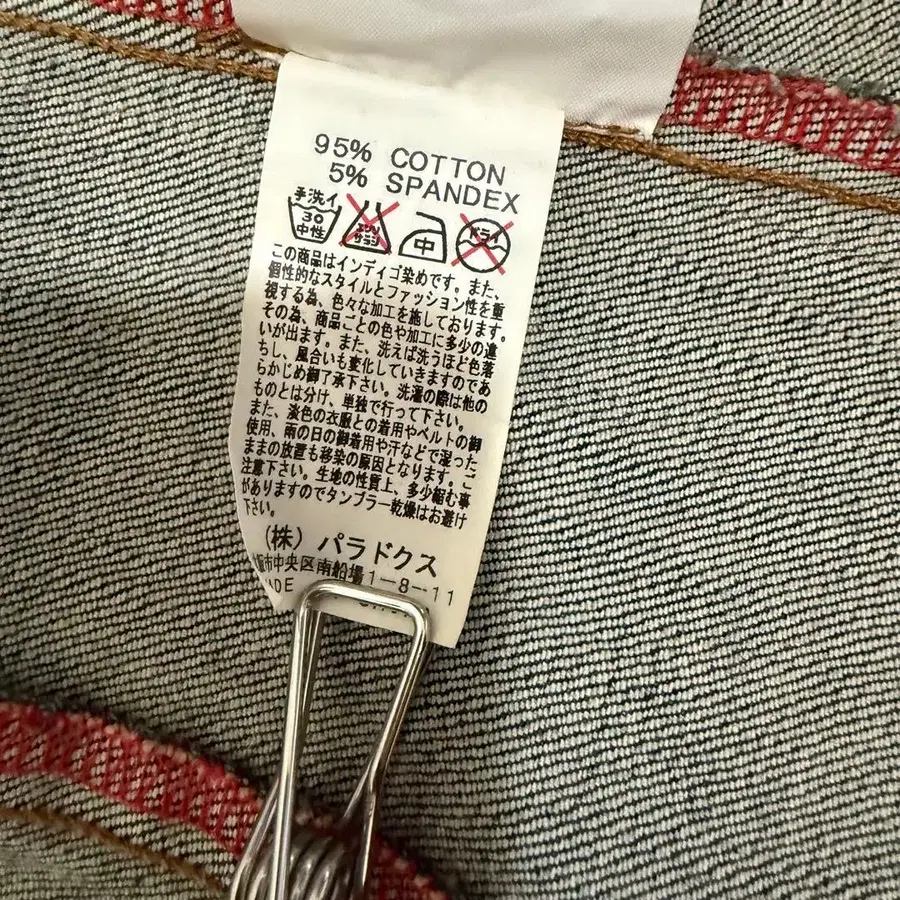 95% COTTON
5% SPANDEX
手洗イ
30
中性
エンソ
サラシ
中
ドライ
この商品はインディゴ染めです。また、
個性的なスタイルとファッション性を重
視する為、色々な加工を施しております。
その為、商品ごとの色や加工に多少の違
いが出ます。また、洗えば洗うほど色落
ちし、風合いも変化していきますのであ
らかじめ御了承下さい。洗濯の際は他の
ものとは分け、単独で行って下さい。
また、淡色の衣服との着用やベルトの御
使用、雨の日の御着用や汗などで湿った
ままの放置も移染の原因となります。ご
注意下さい。生地の性質上、多少縮む事
がありますのでタンブラー乾燥はお避け
下さい。
(株) パラドクス
市中央区南船場1-8-11